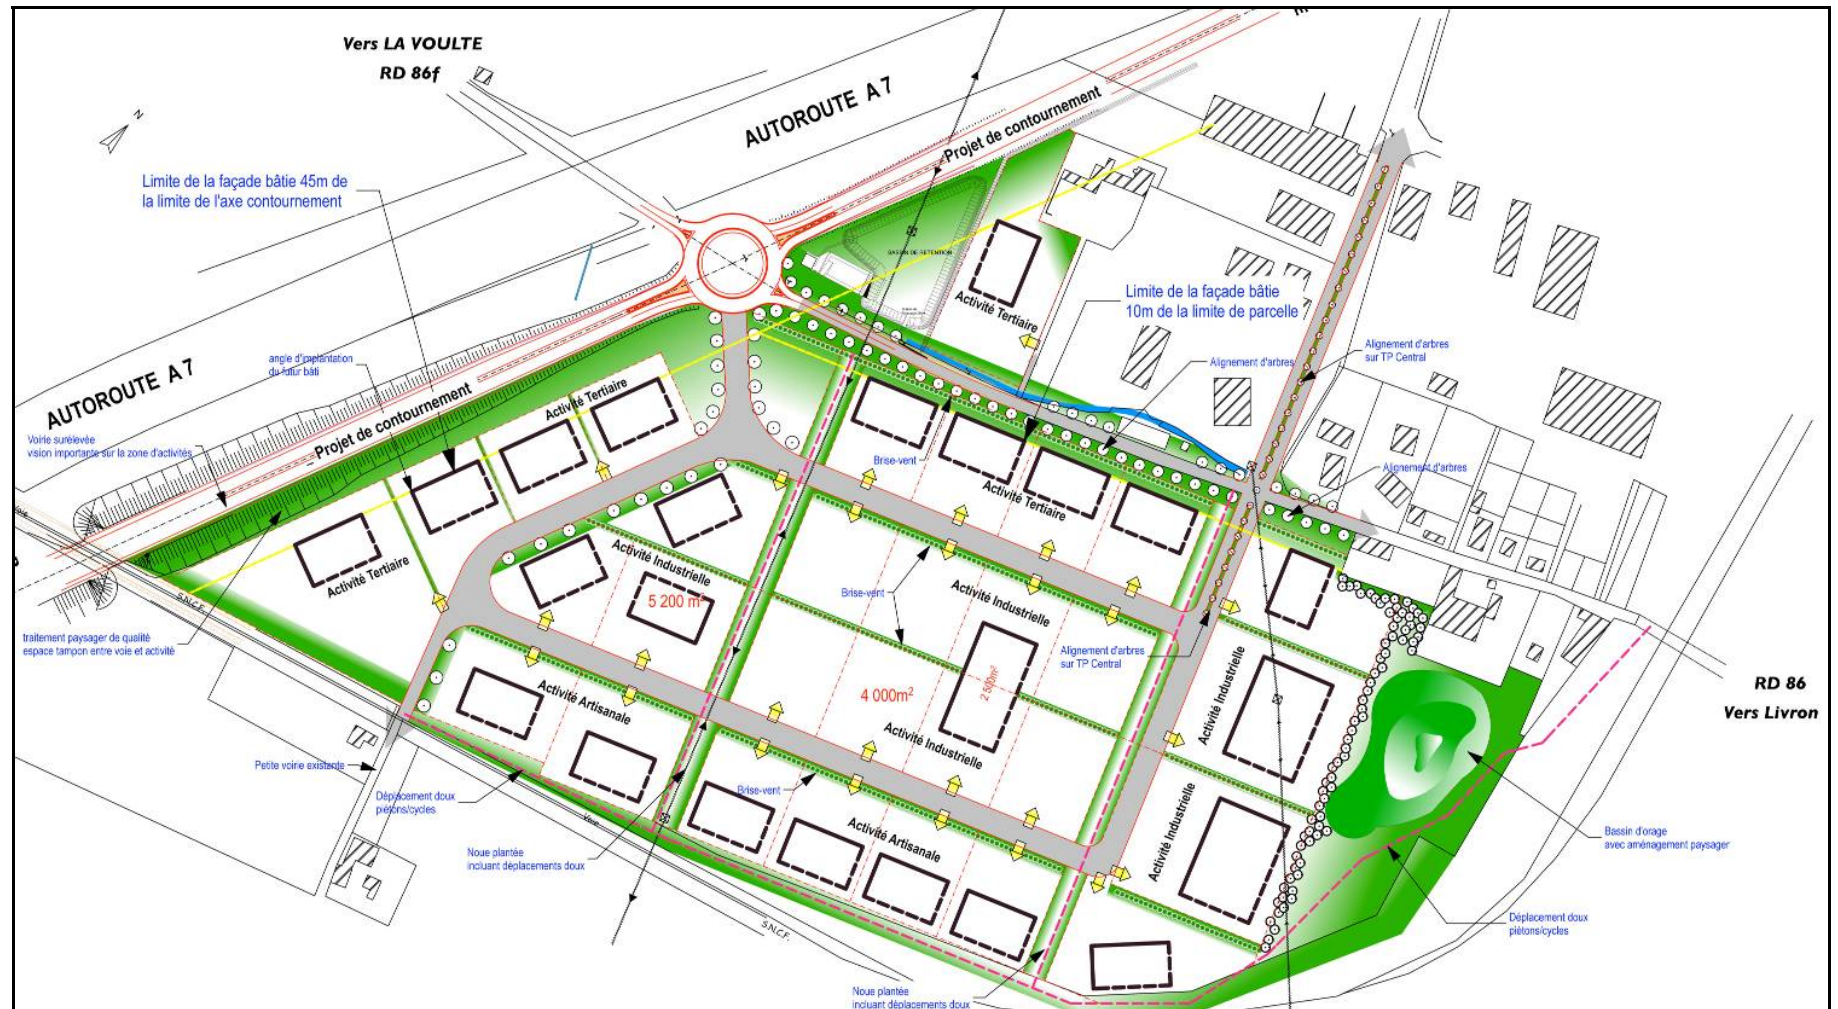 Vers LA VOULTE
RD 86f
N
AUTOROUTE A 7
Projet de contournement
Limite de la façade bâtie 45m de
la limite de l'axe contournement
BASSIN DE RETENTION
Activité Tertiaire
Limite de la façade bâtie
10m de la limite de parcelle
Alignement d'arbres
sur TP Central
Alignement d'arbres
angle d'implantation
du futur bâti
AUTOROUTE A 7
Projet de contournement
Activité Tertiaire
Voirie surélevée
vision importante sur la zone d'activités
Brise-vent
Alignement d'arbres
Activité Tertiaire
Activité Tertiaire
Activité Industrielle
5 200 m²
Brise-vent
Activité Industrielle
S.N.C.F.
traitement paysager de qualité
espace tampon entre voie et activité
Alignement d'arbres
sur TP Central
4 000m²
2 500m²
Activité Industrielle
Activité Industrielle
RD 86
Vers Livron
Activité Artisanale
Petite voirie existante
Déplacement doux
piétons/cycles
Brise-vent
Activité Industrielle
Voie
Activité Artisanale
Noue plantée
incluant déplacements doux
Bassin d'orage
avec aménagement paysager
S.N.C.F.
Déplacement doux
piétons/cycles
Noue plantée
incluant déplacements doux